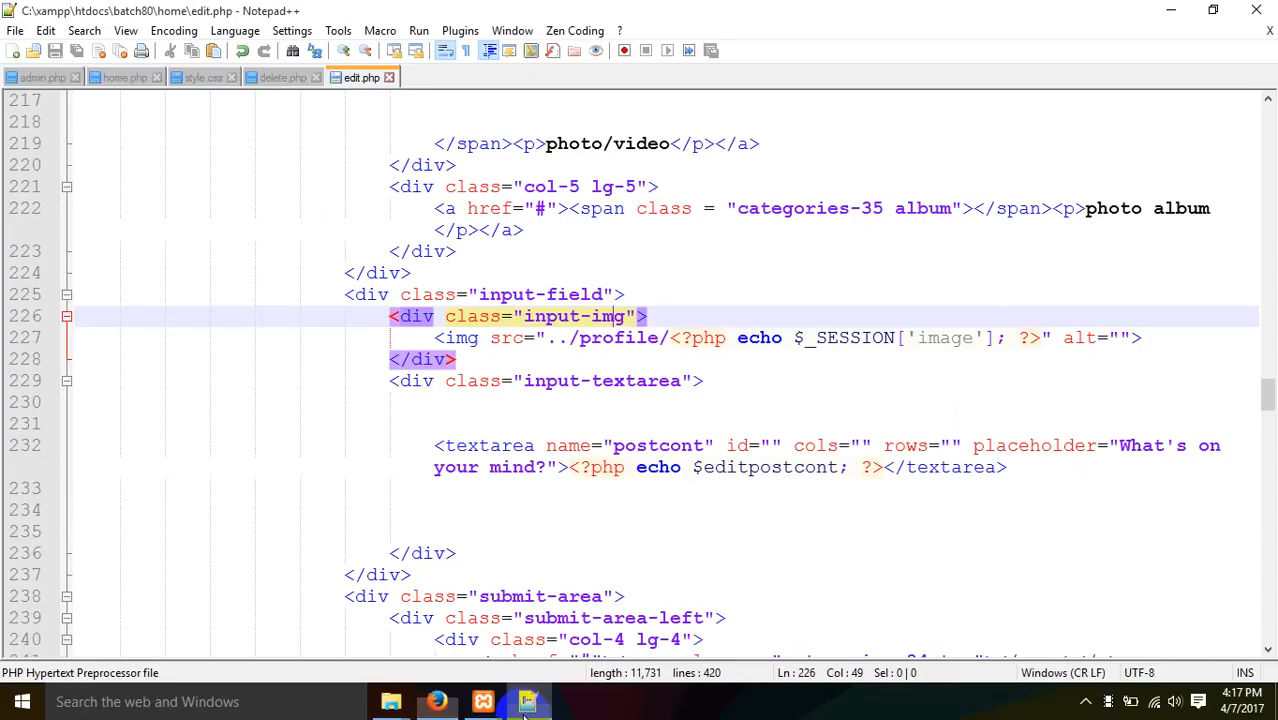 C:\xampp\htdocs\batch80\home\edit.php - Notepad++
File Edit Search View Encoding Language Settings Tools Macro Run Plugins Window Zen Coding ? X
admin.php home.php style.css delete.php edit.php
217
218
219 </span><p>photo/video</p></a>
220 </div>
221 <div class="col-5 lg-5">
222 <a href="#"><span class = "categories-35 album"></span><p>photo album
</p></a>
223 </div>
224 </div>
225 <div class="input-field">
226 <div class="input-img">
227 <img src="../profile/<?php echo $_SESSION['image']; ?>" alt="">
228 </div>
229 <div class="input-textarea">
230
231
232 <textarea name="postcont" id="" cols="" rows="" placeholder="What's on
your mind?"><?php echo $editpostcont; ?></textarea>
233
234
235
236 </div>
237 </div>
238 <div class="submit-area">
239 <div class="submit-area-left">
240 <div class="col-4 lg-4">
PHP Hypertext Preprocessor file length : 11,731 lines : 420 Ln : 226 Col : 49 Sel : 0 | 0 Windows (CR LF) UTF-8 INS
Search the web and Windows
4:17 PM
4/7/2017